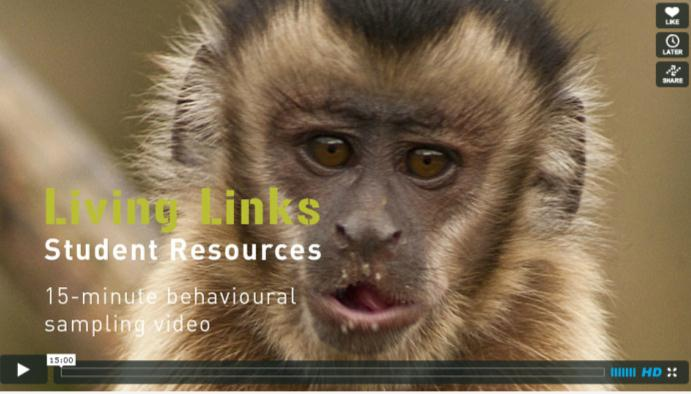 LIKE
LATER
SHARE
Living Links
Student Resources
15-minute behavioural
sampling video
15:00
HD